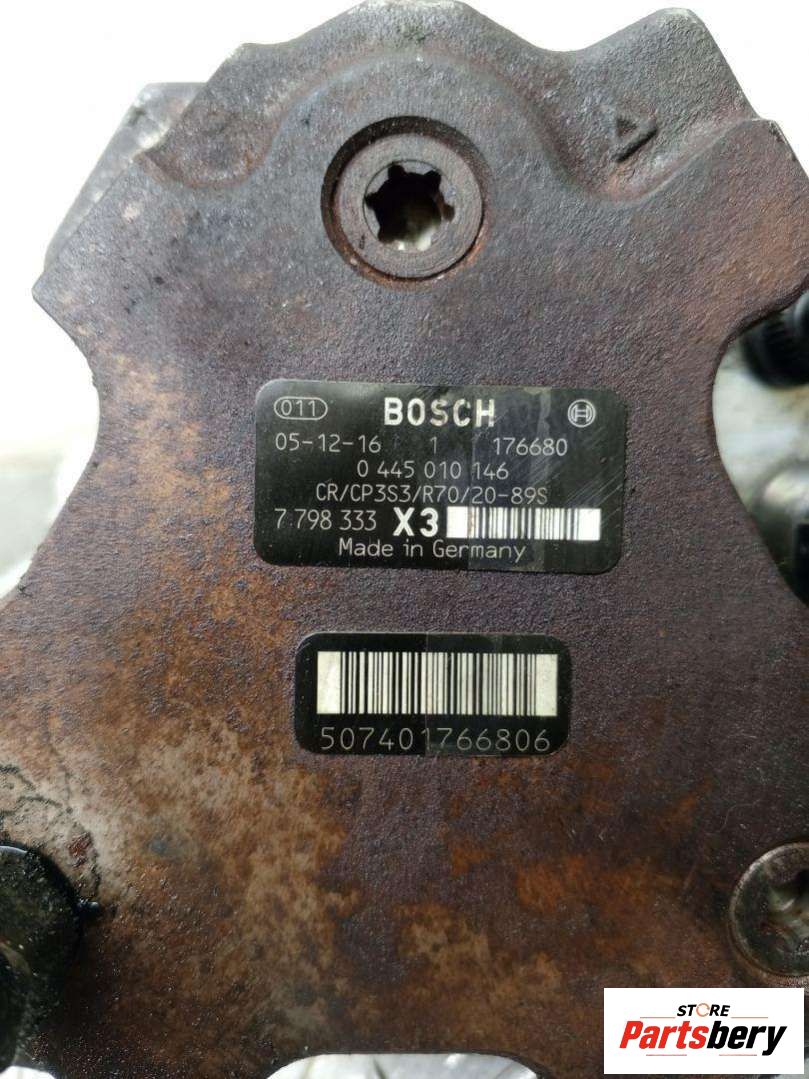 011 BOSCH
05-12-16 1 176680
0 445 010 146
CR/CP3S3/R70/20-89S
7 798 333 X3
Made in Germany
507401766806
STORE
Partsbery